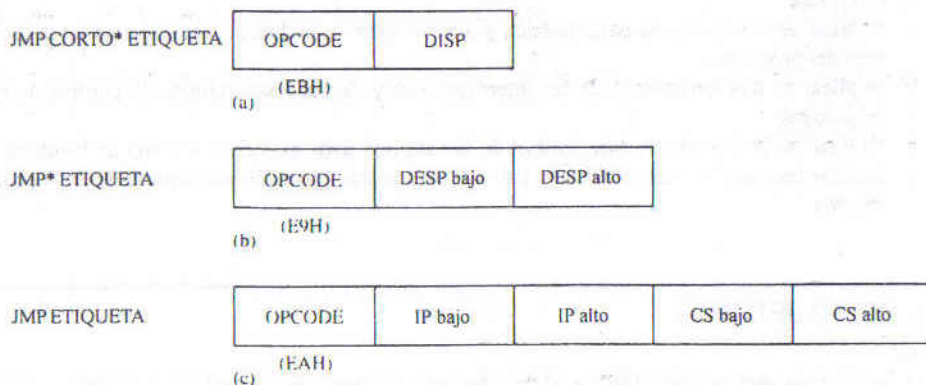 JMP CORTO* ETIQUETA OPCODE DISP
(EBH)
(a)
JMP* ETIQUETA OPCODE DESP bajo DESP alto
(E9H)
(b)
JMP ETIQUETA OPCODE IP bajo IP alto CS bajo CS alto
(EAH)
(c)